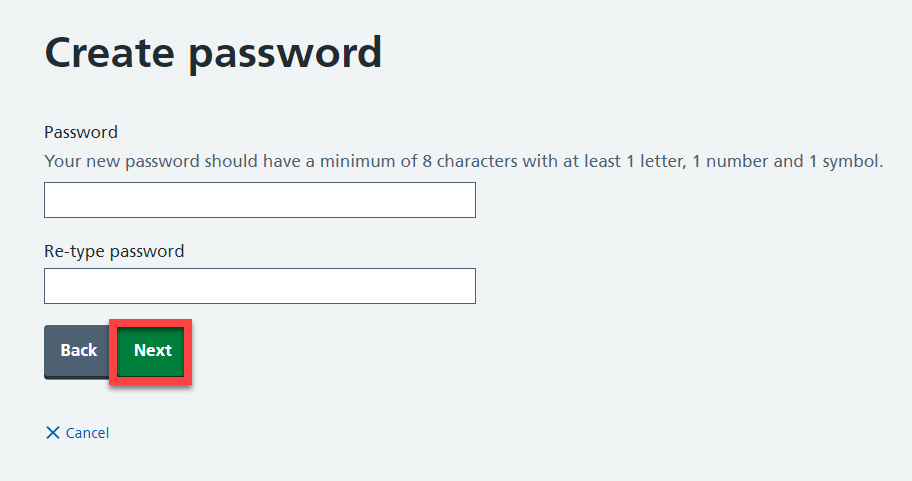 Create password
Password
Your new password should have a minimum of 8 characters with at least 1 letter, 1 number and 1 symbol.
Re-type password
Back Next
Cancel